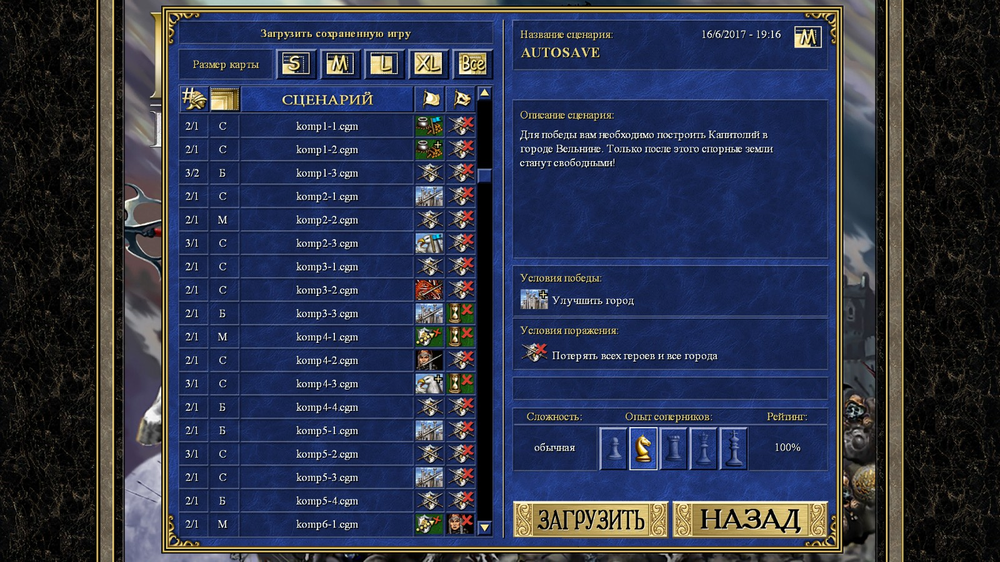 Загрузить сохраненную игру
Размер карты
S M L XL Все
# СЦЕНАРИЙ
2/1 С komp1-1.cgm
2/1 С komp1-2.cgm
3/2 Б komp1-3.cgm
2/1 С komp2-1.cgm
2/1 М komp2-2.cgm
3/1 С komp2-3.cgm
2/1 С komp3-1.cgm
2/1 С komp3-2.cgm
2/1 Б komp3-3.cgm
2/1 М komp4-1.cgm
2/1 С komp4-2.cgm
3/1 С komp4-3.cgm
2/1 Б komp4-4.cgm
2/1 Б komp5-1.cgm
3/1 С komp5-2.cgm
2/1 С komp5-3.cgm
2/1 Б komp5-4.cgm
2/1 М komp6-1.cgm
Название сценария: 16/6/2017 - 19:16 M
AUTOSAVE
Описание сценария:
Для победы вам необходимо построить Капитолий в
городе Вельнине. Только после этого спорные земли
станут свободными!
Условия победы:
Улучшить город
Условия поражения:
Потерять всех героев и все города
Сложность: Опыт соперников: Рейтинг:
обычная 100%
ЗАГРУЗИТЬ НАЗАД